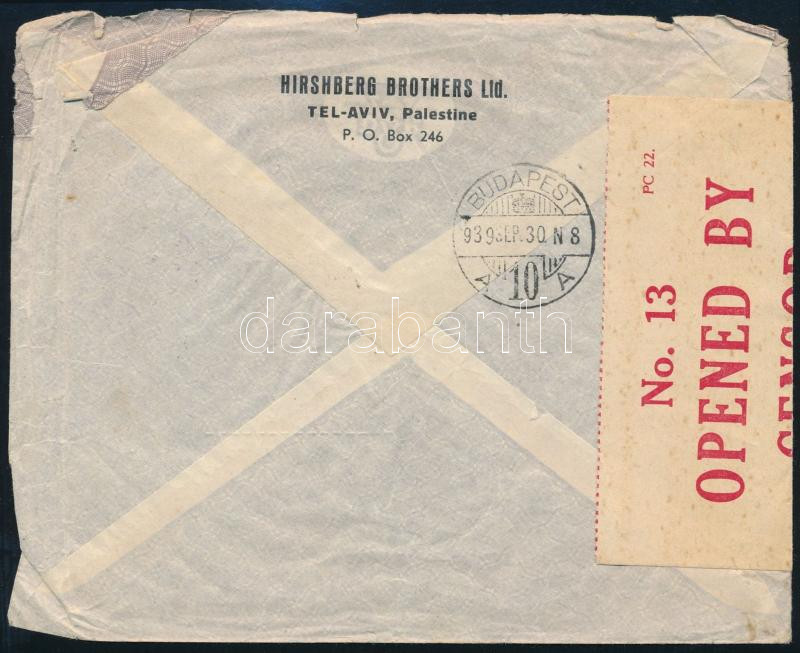 HIRSHBERG BROTHERS Ltd.
TEL-AVIV, Palestine
P. O. Box 246
BUDAPEST
939 SEP. 30. N 8
A 10 A
PC 22.
No. 13
OPENED BY
CENSOR
darabanth